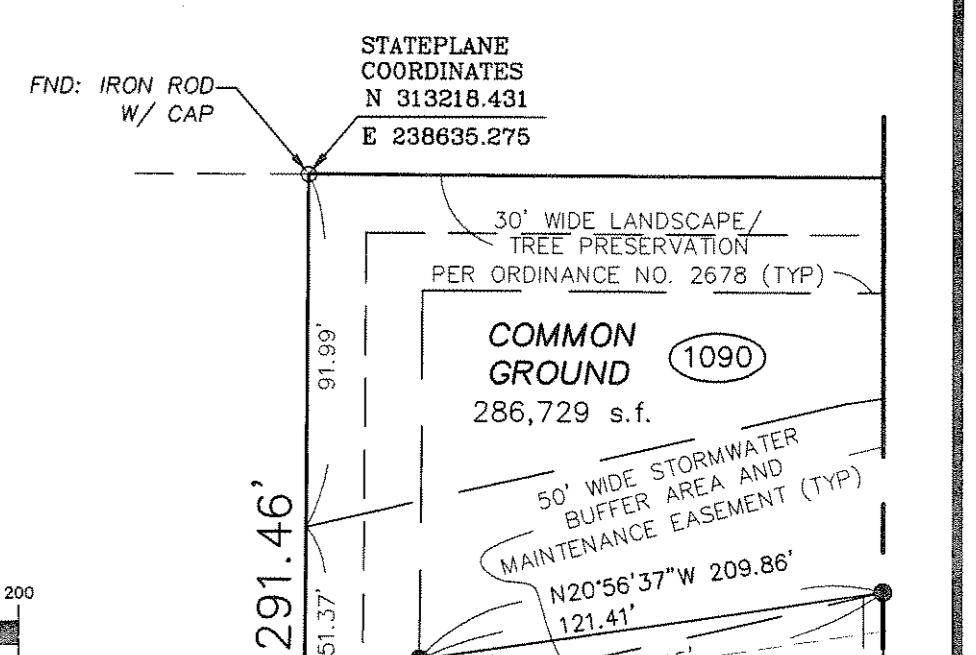 STATEPLANE
COORDINATES
N 313218.431
E 238635.275
FND: IRON ROD
W/ CAP
30' WIDE LANDSCAPE/
TREE PRESERVATION
PER ORDINANCE NO. 2678 (TYP)
COMMON
GROUND
1090
286,729 s.f.
91.99'
50' WIDE STORMWATER
BUFFER AREA AND
MAINTENANCE EASEMENT (TYP)
N20°56'37"W 209.86'
121.41'
291.46'
51.37'
200